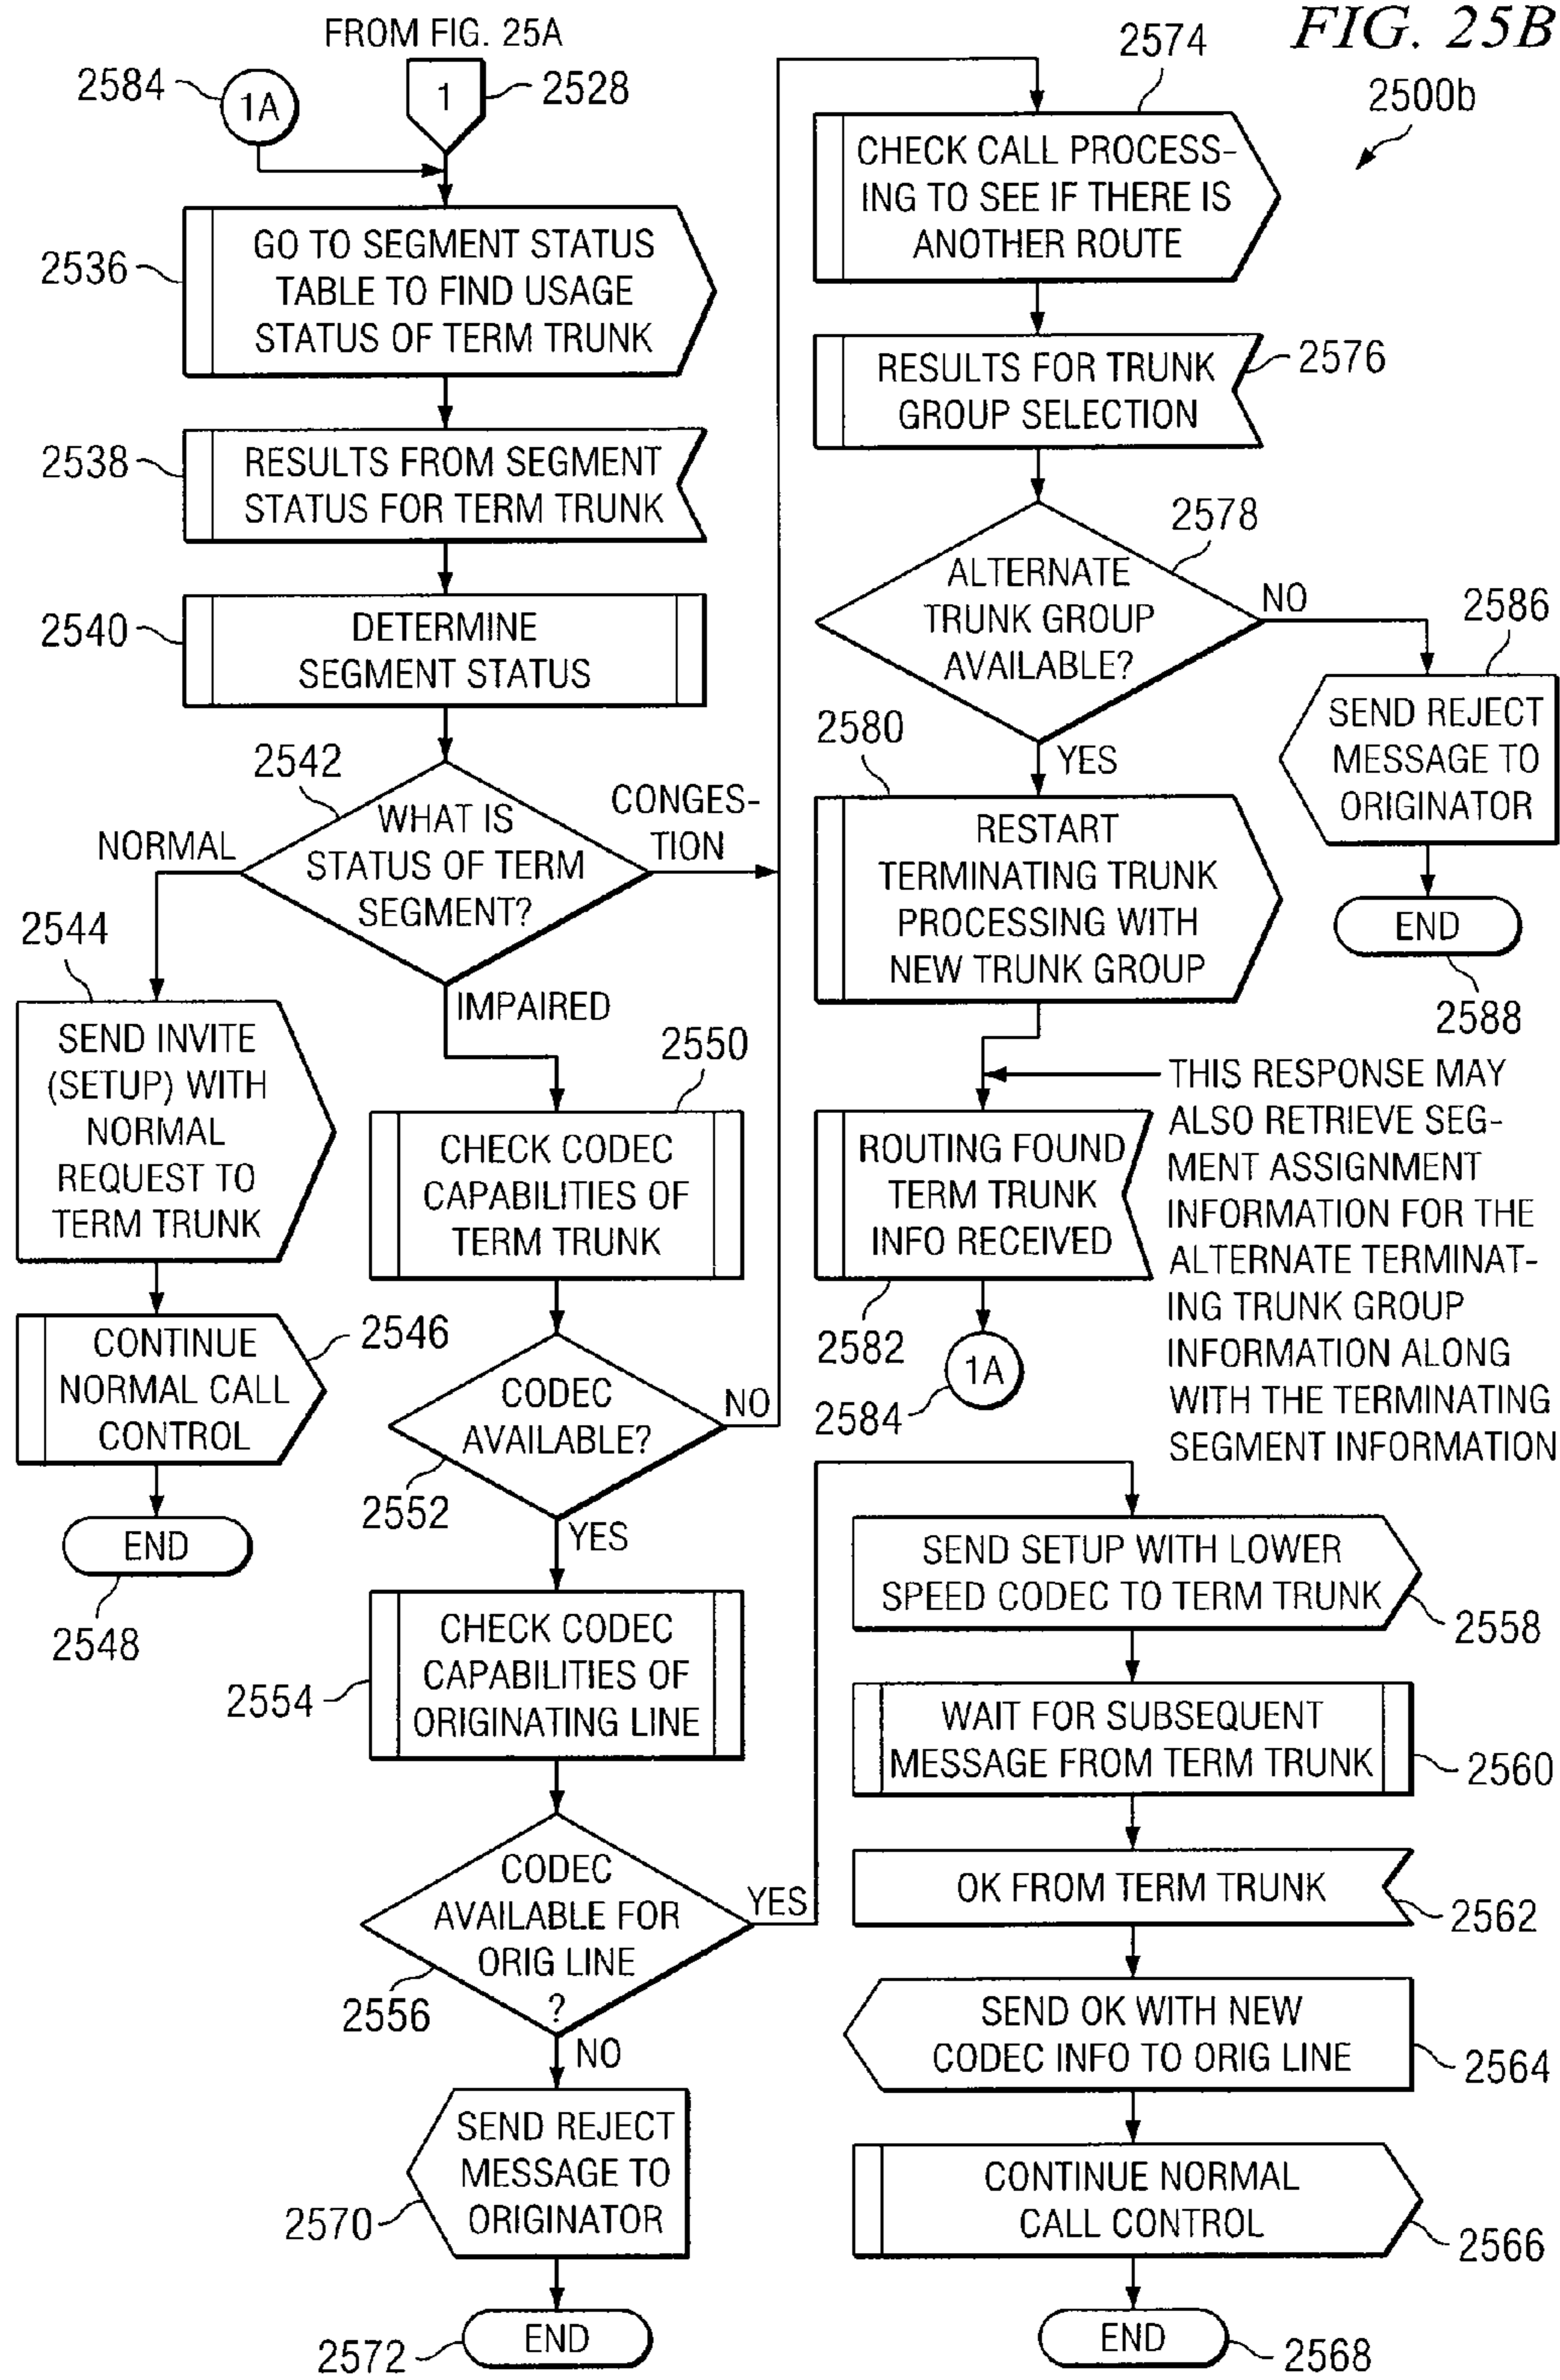 FIG. 25B
2500b
FROM FIG. 25A
2584
1A
1
2528
2536
GO TO SEGMENT STATUS
TABLE TO FIND USAGE
STATUS OF TERM TRUNK
2538
RESULTS FROM SEGMENT
STATUS FOR TERM TRUNK
2540
DETERMINE
SEGMENT STATUS
2542
WHAT IS
STATUS OF TERM
SEGMENT?
NORMAL
CONGES-
TION
IMPAIRED
2544
SEND INVITE
(SETUP) WITH
NORMAL
REQUEST TO
TERM TRUNK
2546
CONTINUE
NORMAL CALL
CONTROL
END
2548
2550
CHECK CODEC
CAPABILITIES OF
TERM TRUNK
CODEC
AVAILABLE?
2552
NO
YES
CHECK CODEC
CAPABILITIES OF
ORIGINATING LINE
2554
CODEC
AVAILABLE FOR
ORIG LINE
?
2556
YES
NO
SEND REJECT
MESSAGE TO
ORIGINATOR
2570
END
2572
2574
CHECK CALL PROCESS-
ING TO SEE IF THERE IS
ANOTHER ROUTE
RESULTS FOR TRUNK
GROUP SELECTION
2576
2578
ALTERNATE
TRUNK GROUP
AVAILABLE?
NO
YES
2586
SEND REJECT
MESSAGE TO
ORIGINATOR
END
2588
2580
RESTART
TERMINATING TRUNK
PROCESSING WITH
NEW TRUNK GROUP
ROUTING FOUND
TERM TRUNK
INFO RECEIVED
2582
1A
2584
THIS RESPONSE MAY
ALSO RETRIEVE SEG-
MENT ASSIGNMENT
INFORMATION FOR THE
ALTERNATE TERMINAT-
ING TRUNK GROUP
INFORMATION ALONG
WITH THE TERMINATING
SEGMENT INFORMATION
SEND SETUP WITH LOWER
SPEED CODEC TO TERM TRUNK
2558
WAIT FOR SUBSEQUENT
MESSAGE FROM TERM TRUNK
2560
OK FROM TERM TRUNK
2562
SEND OK WITH NEW
CODEC INFO TO ORIG LINE
2564
CONTINUE NORMAL
CALL CONTROL
2566
END
2568